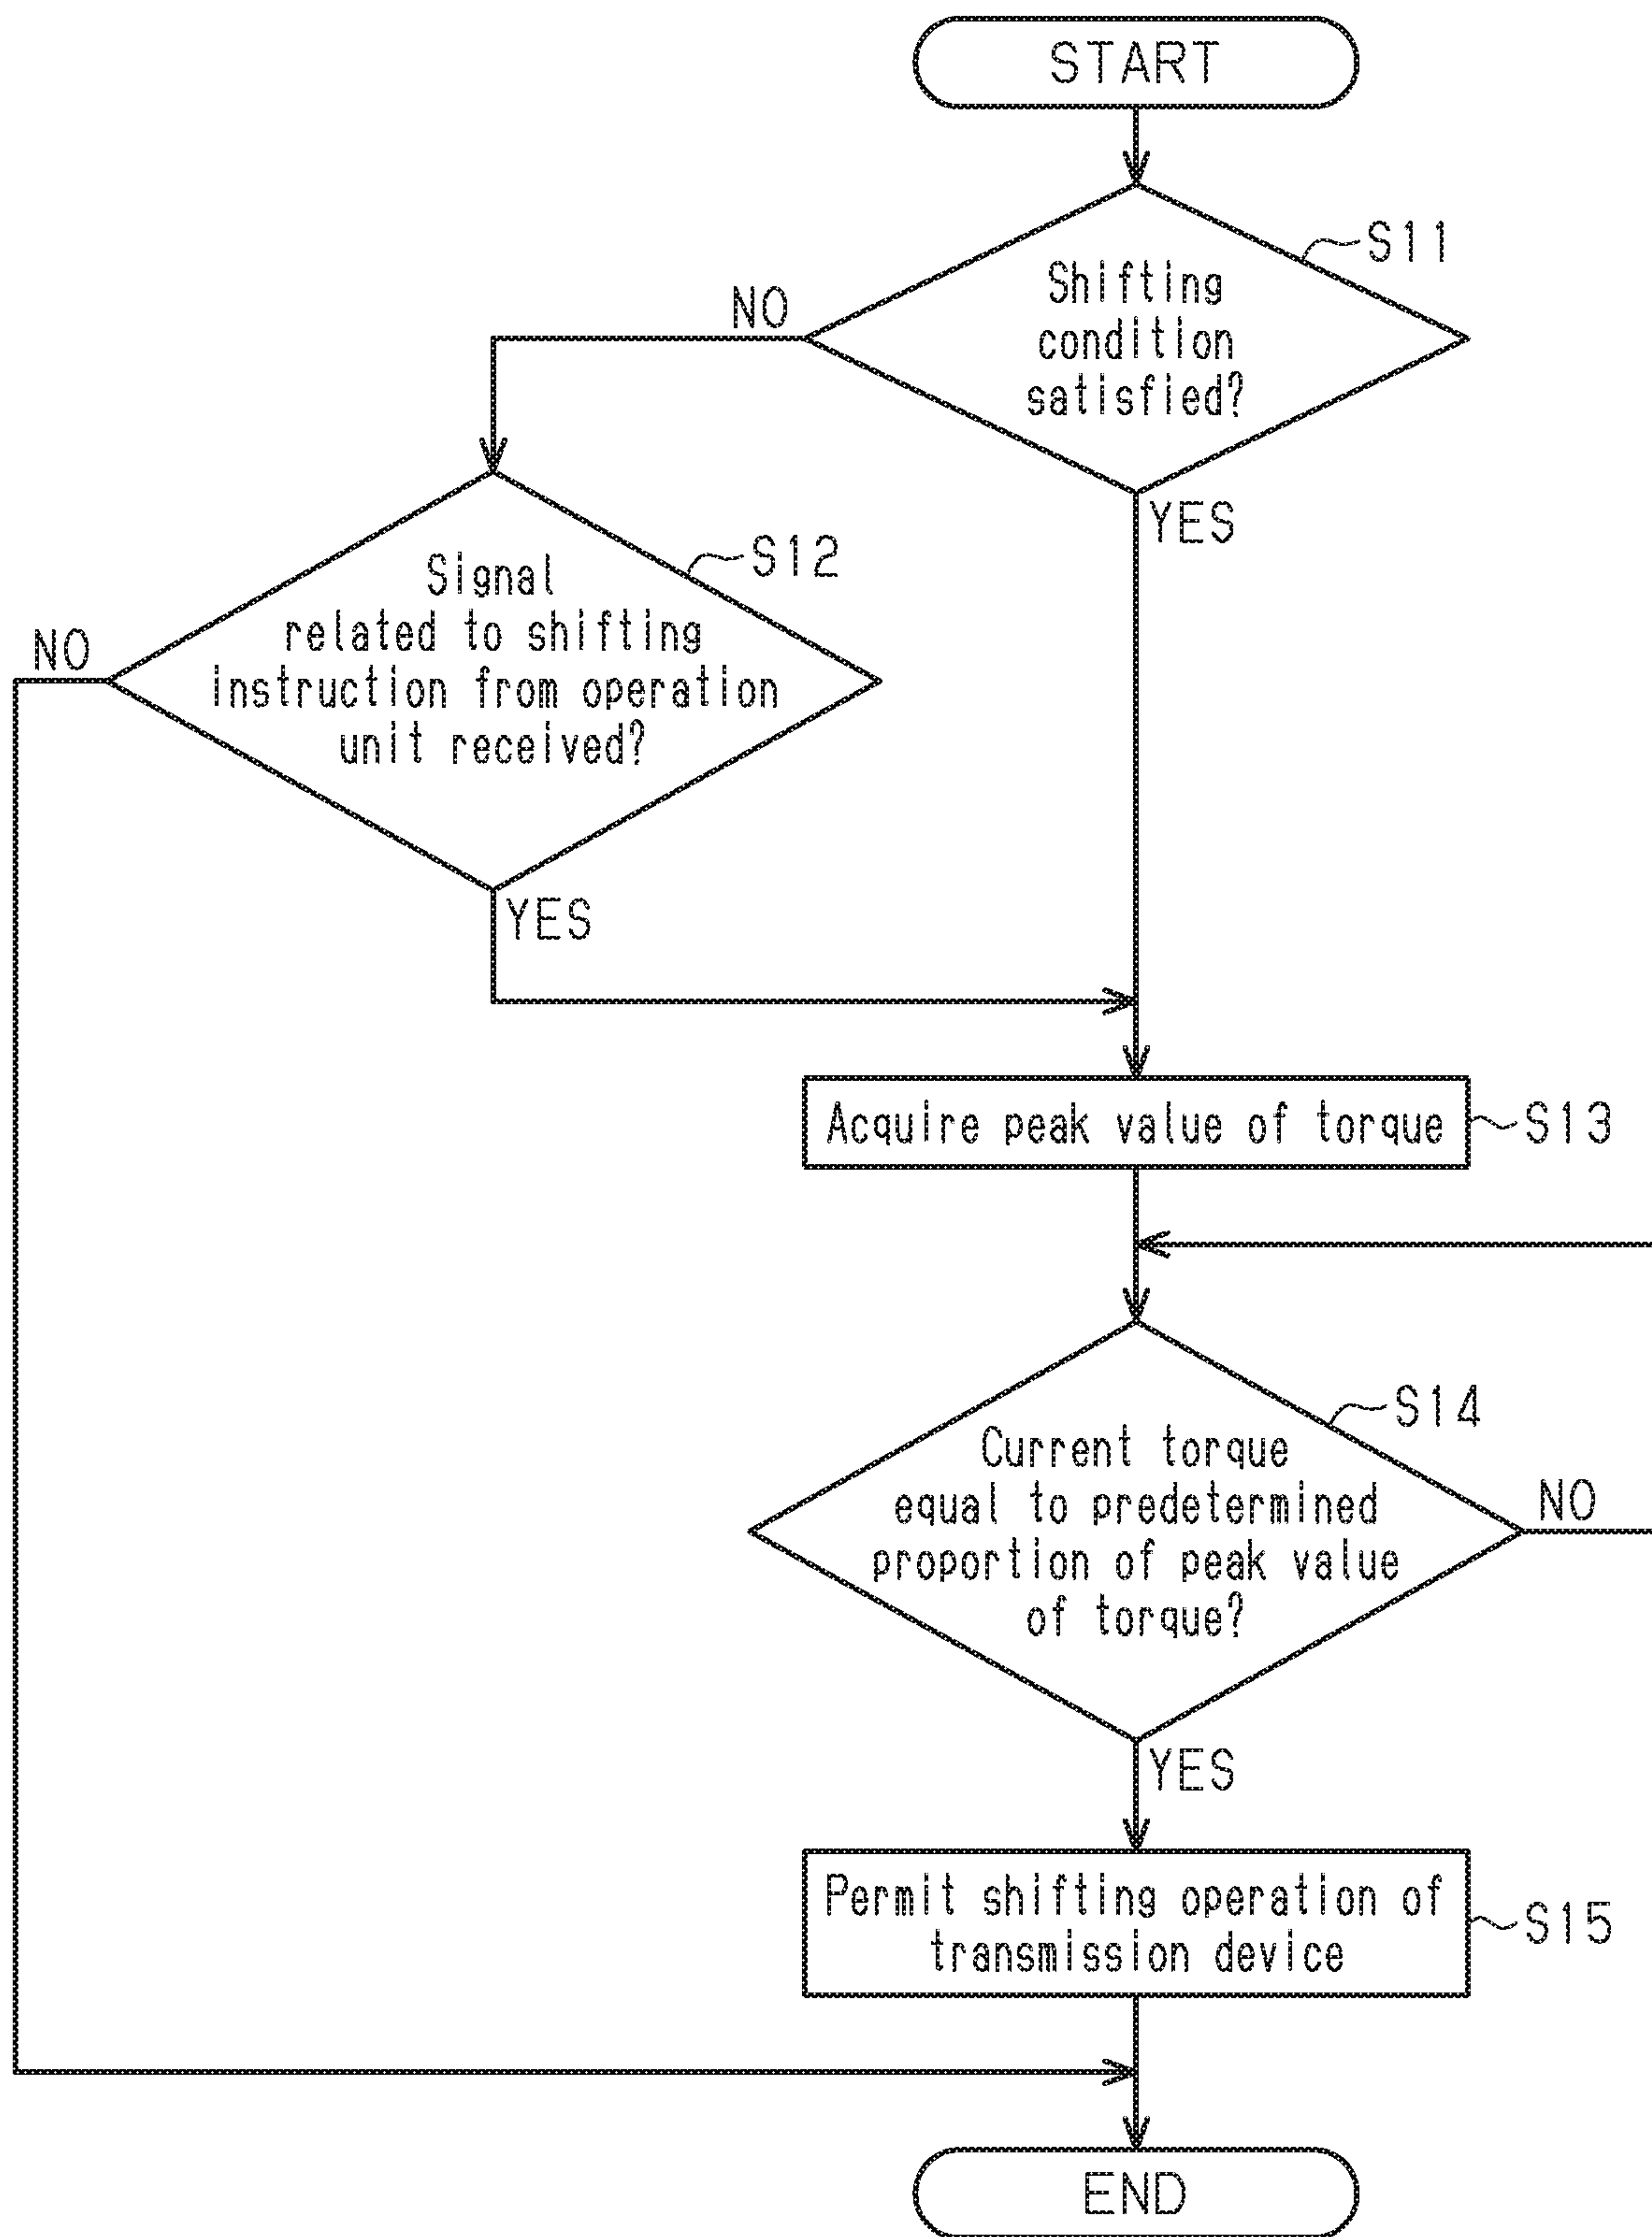 START
S11
Shifting
condition
satisfied?
NO
YES
S12
Signal
related to shifting
instruction from operation
unit received?
NO
YES
Acquire peak value of torque
S13
S14
Current torque
equal to predetermined
proportion of peak value
of torque?
NO
YES
Permit shifting operation of
transmission device
S15
END